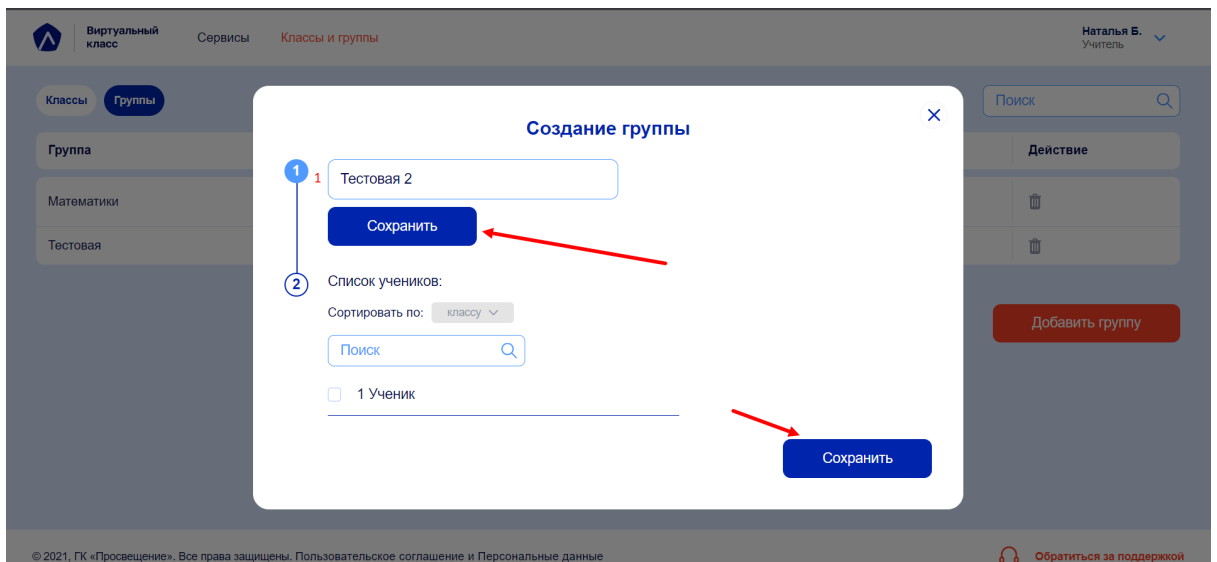 Виртуальный
класс
Сервисы
Классы и группы
Наталья Б.
Учитель
Классы
Группы
Поиск
Группа
Действие
Математики
Тестовая
Добавить группу
Создание группы
1
1
Тестовая 2
Сохранить
2
Список учеников:
Сортировать по:
классу
Поиск
1 Ученик
Сохранить
© 2021, ГК «Просвещение». Все права защищены. Пользовательское соглашение и Персональные данные
Обратиться за поддержкой